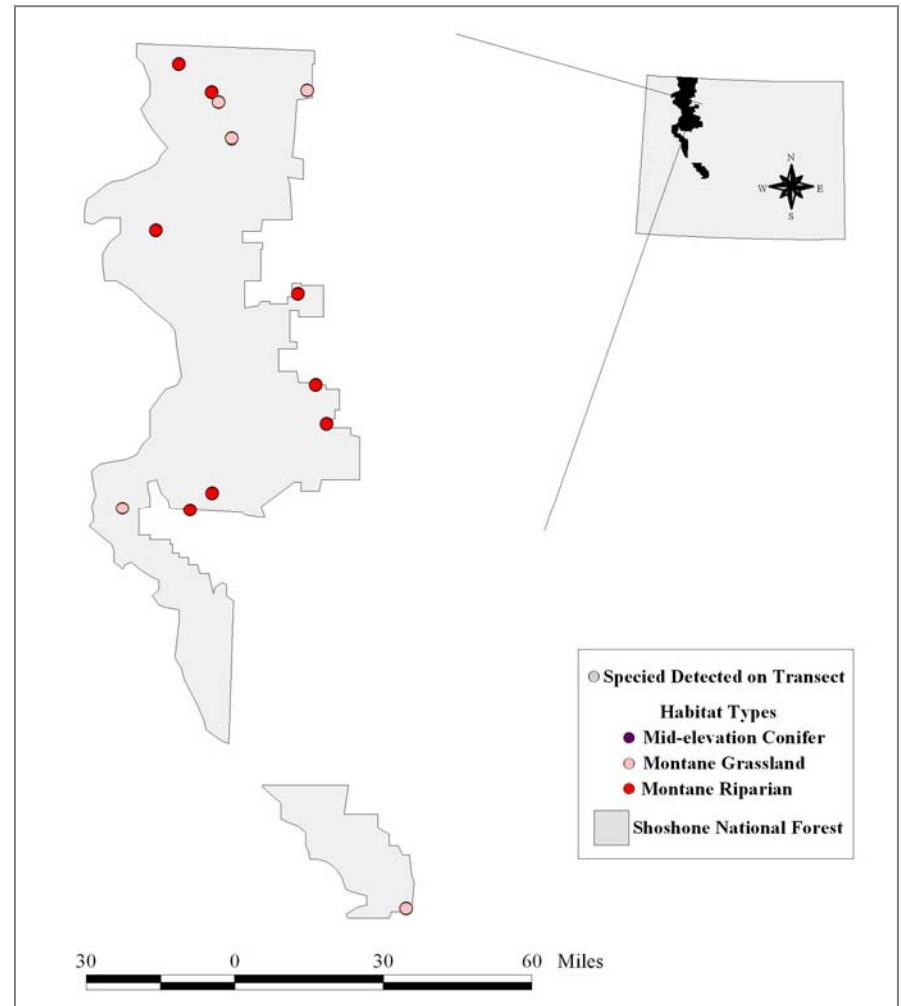 N
W E
S
Specied Detected on Transect
Habitat Types
Mid-elevation Conifer
Montane Grassland
Montane Riparian
Shoshone National Forest
30 0 30 60 Miles